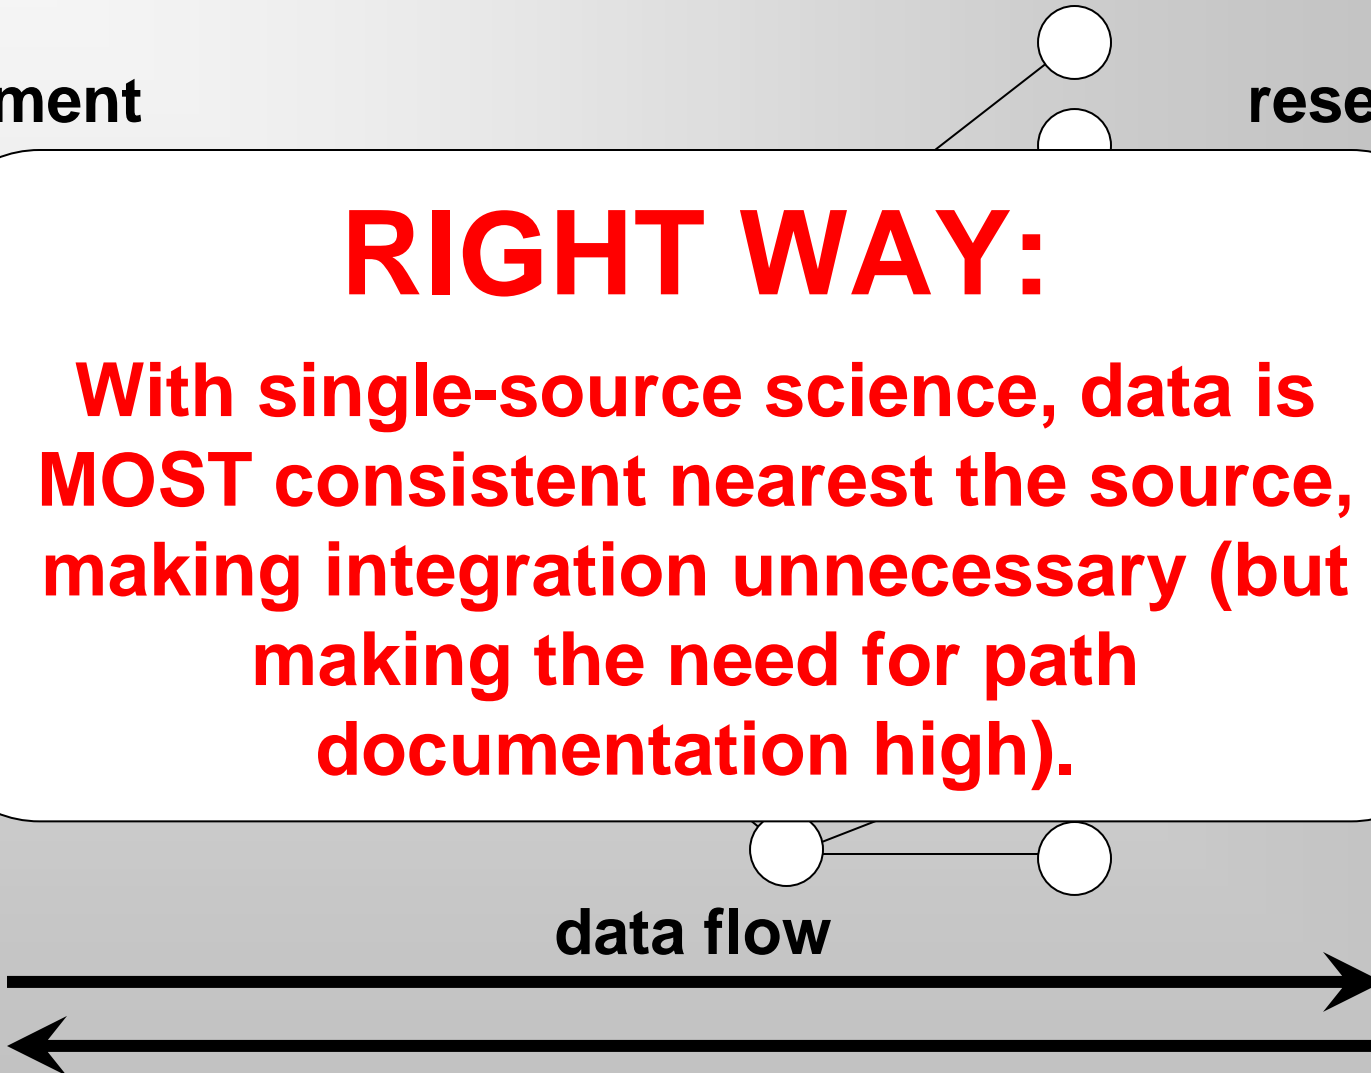 ment
rese
RIGHT WAY:
With single-source science, data is
MOST consistent nearest the source,
making integration unnecessary (but
making the need for path
documentation high).
data flow